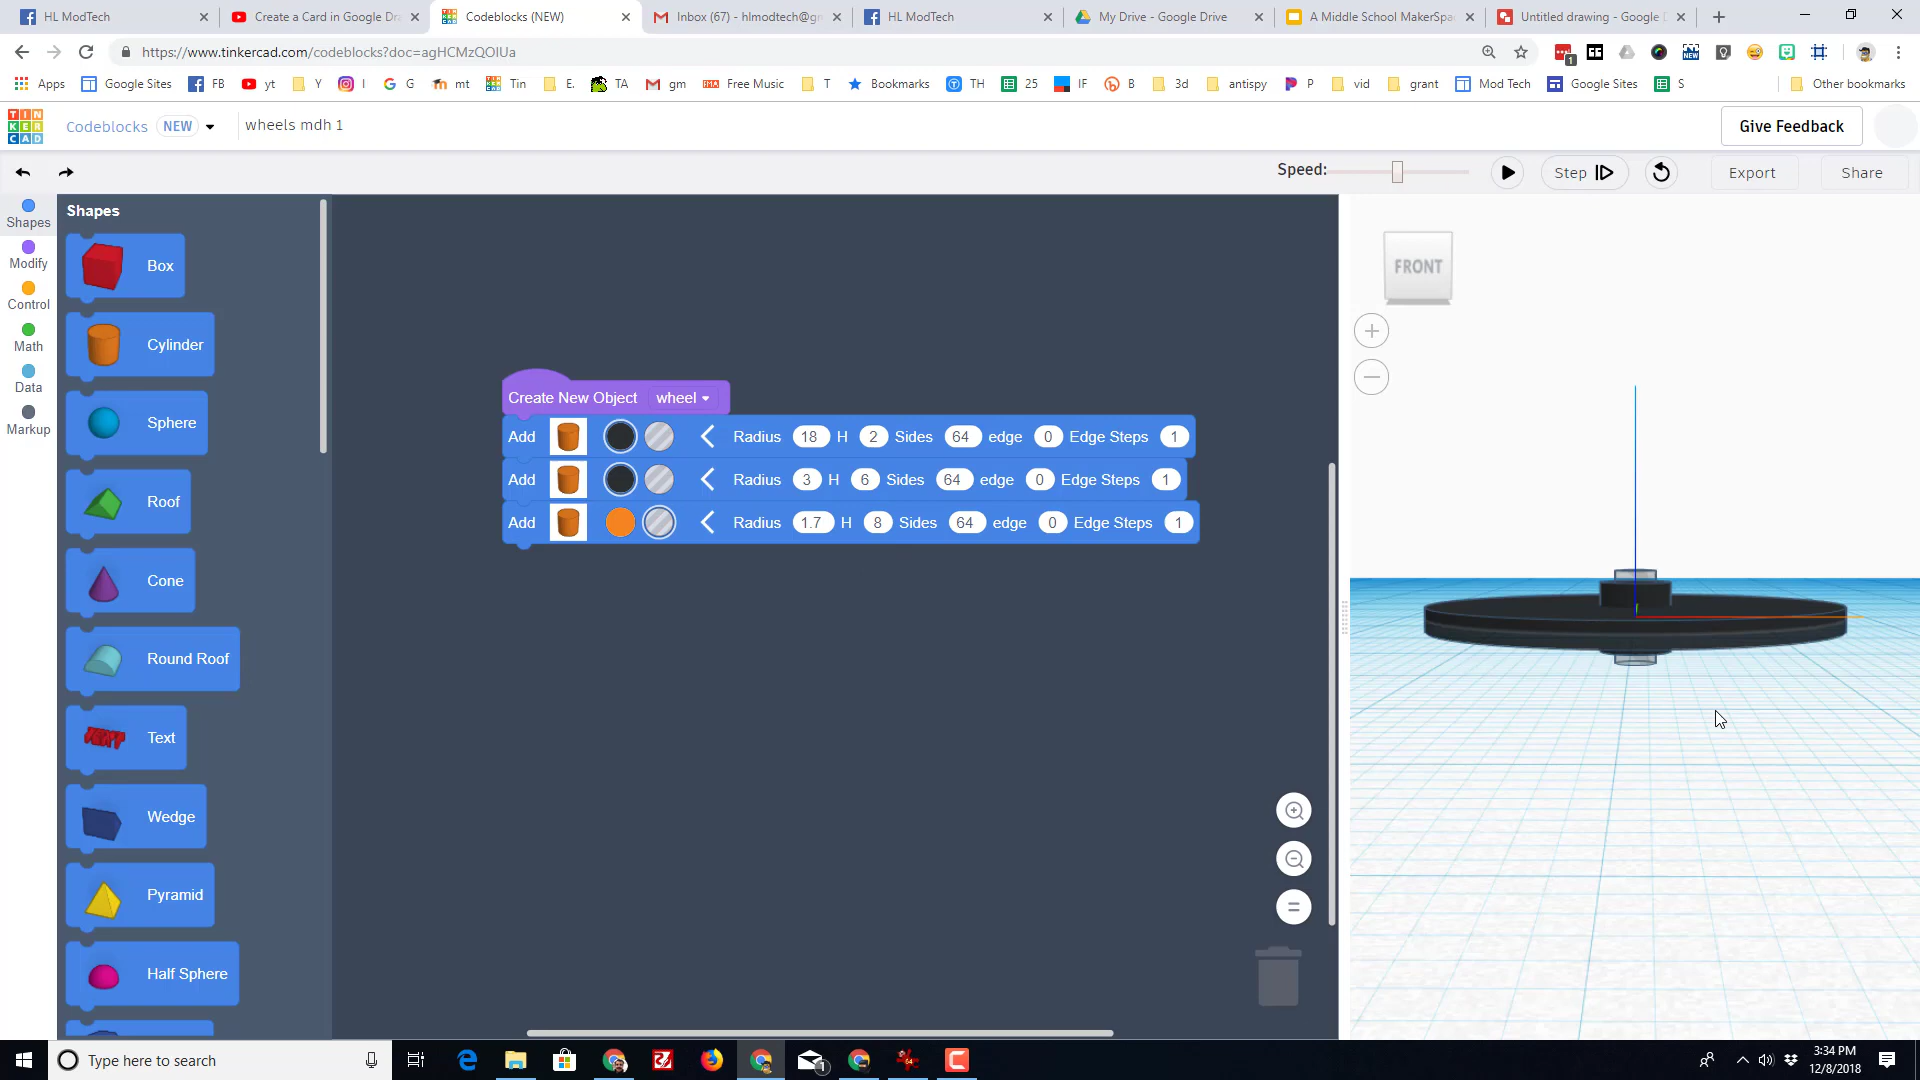 HL ModTech
Create a Card in Google Dra
Codeblocks (NEW)
Inbox (67) - hlmodtech@gm
HL ModTech
My Drive - Google Drive
A Middle School MakerSpa
Untitled drawing - Google D
https://www.tinkercad.com/codeblocks?doc=agHCMzQOIUa
Apps Google Sites FB yt Y I G mt Tin E. TA gm Free Music T Bookmarks TH 25 IF B 3d antispy P vid grant Mod Tech Google Sites S Other bookmarks
TINKERCAD
Codeblocks NEW wheels mdh 1
Give Feedback
Speed: Step Export Share
Shapes
Modify
Control
Math
Data
Markup
Shapes
Box
Cylinder
Sphere
Roof
Cone
Round Roof
Text
Wedge
Pyramid
Half Sphere
Create New Object wheel
Add Radius 18 H 2 Sides 64 edge 0 Edge Steps 1
Add Radius 3 H 6 Sides 64 edge 0 Edge Steps 1
Add Radius 1.7 H 8 Sides 64 edge 0 Edge Steps 1
FRONT
Type here to search
3:34 PM
12/8/2018